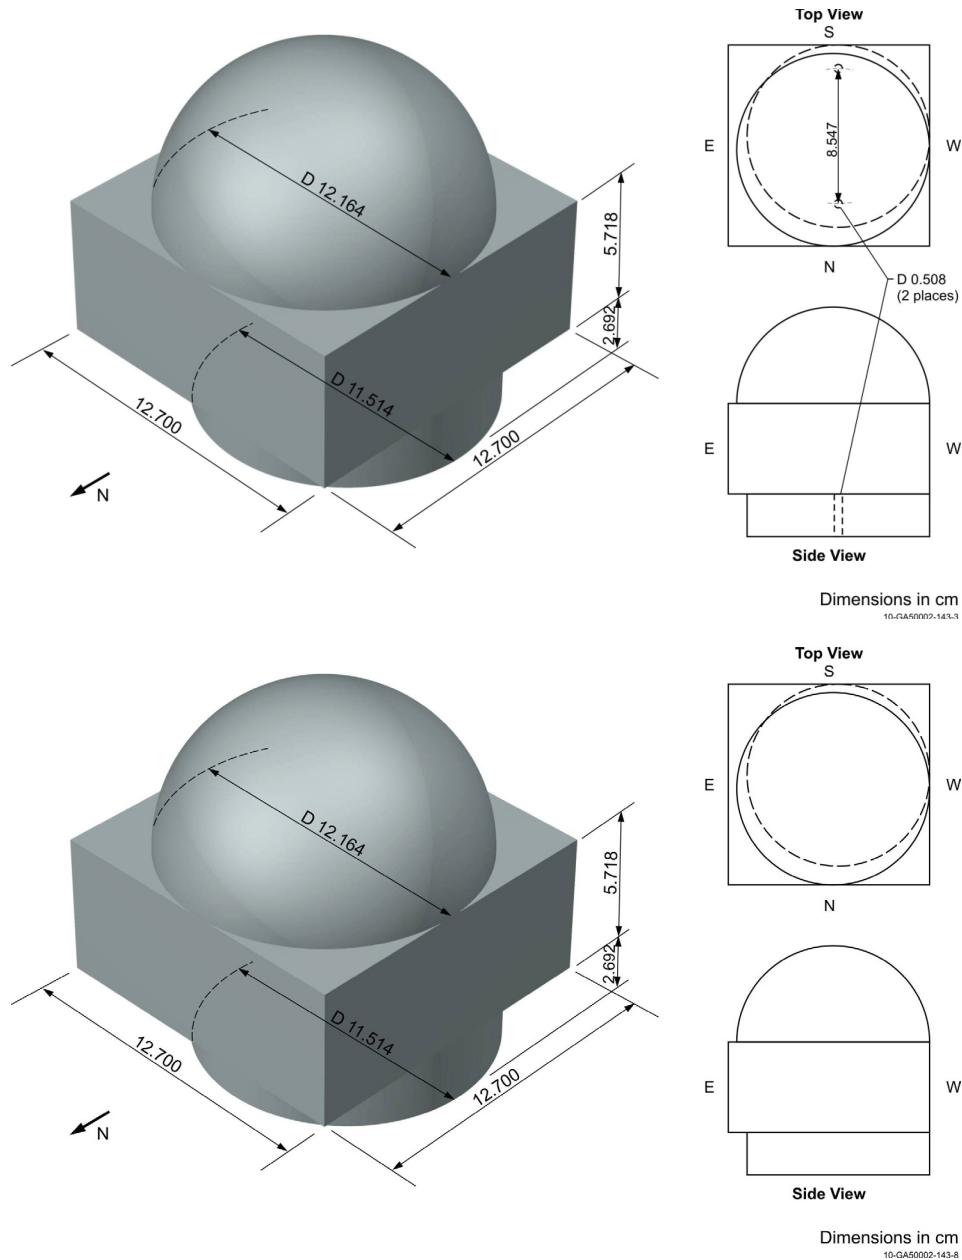 Top View
S
E
W
8.547
N
D 0.508
(2 places)
D 12.164
5.718
2.692
D 11.514
12.700
12.700
N
E
W
Side View
Dimensions in cm
10-GA50002-143-3
Top View
S
E
W
N
D 12.164
5.718
2.692
D 11.514
12.700
12.700
N
E
W
Side View
Dimensions in cm
10-GA50002-143-8